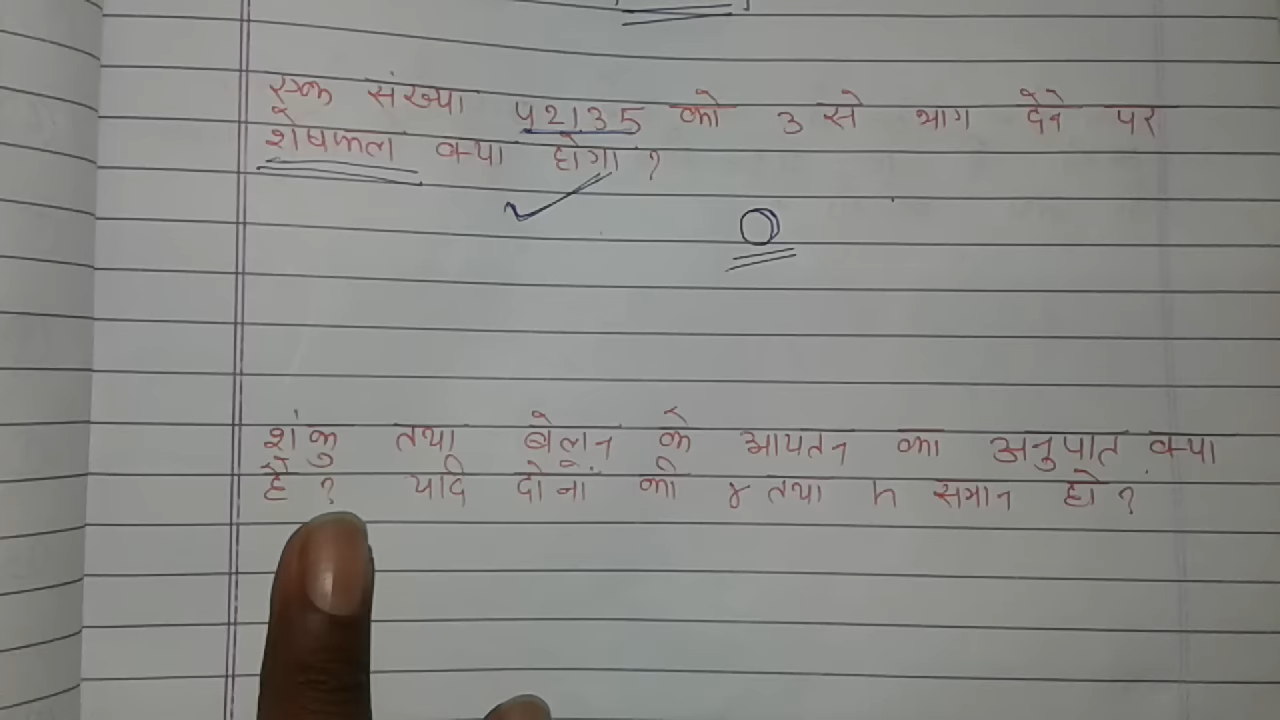 एक संख्या 42135 को 3 से भाग देने पर
शेषफल क्या होगा ?
0
शंकु तथा बेलन के आयतन का अनुपात क्या
है ? यदि दोनों की r तथा h समान हो ?